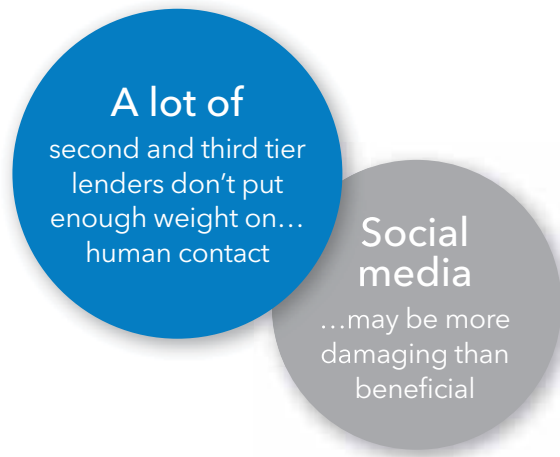 A lot of
second and third tier
lenders don’t put
enough weight on…
human contact
Social
media
…may be more
damaging than
beneficial